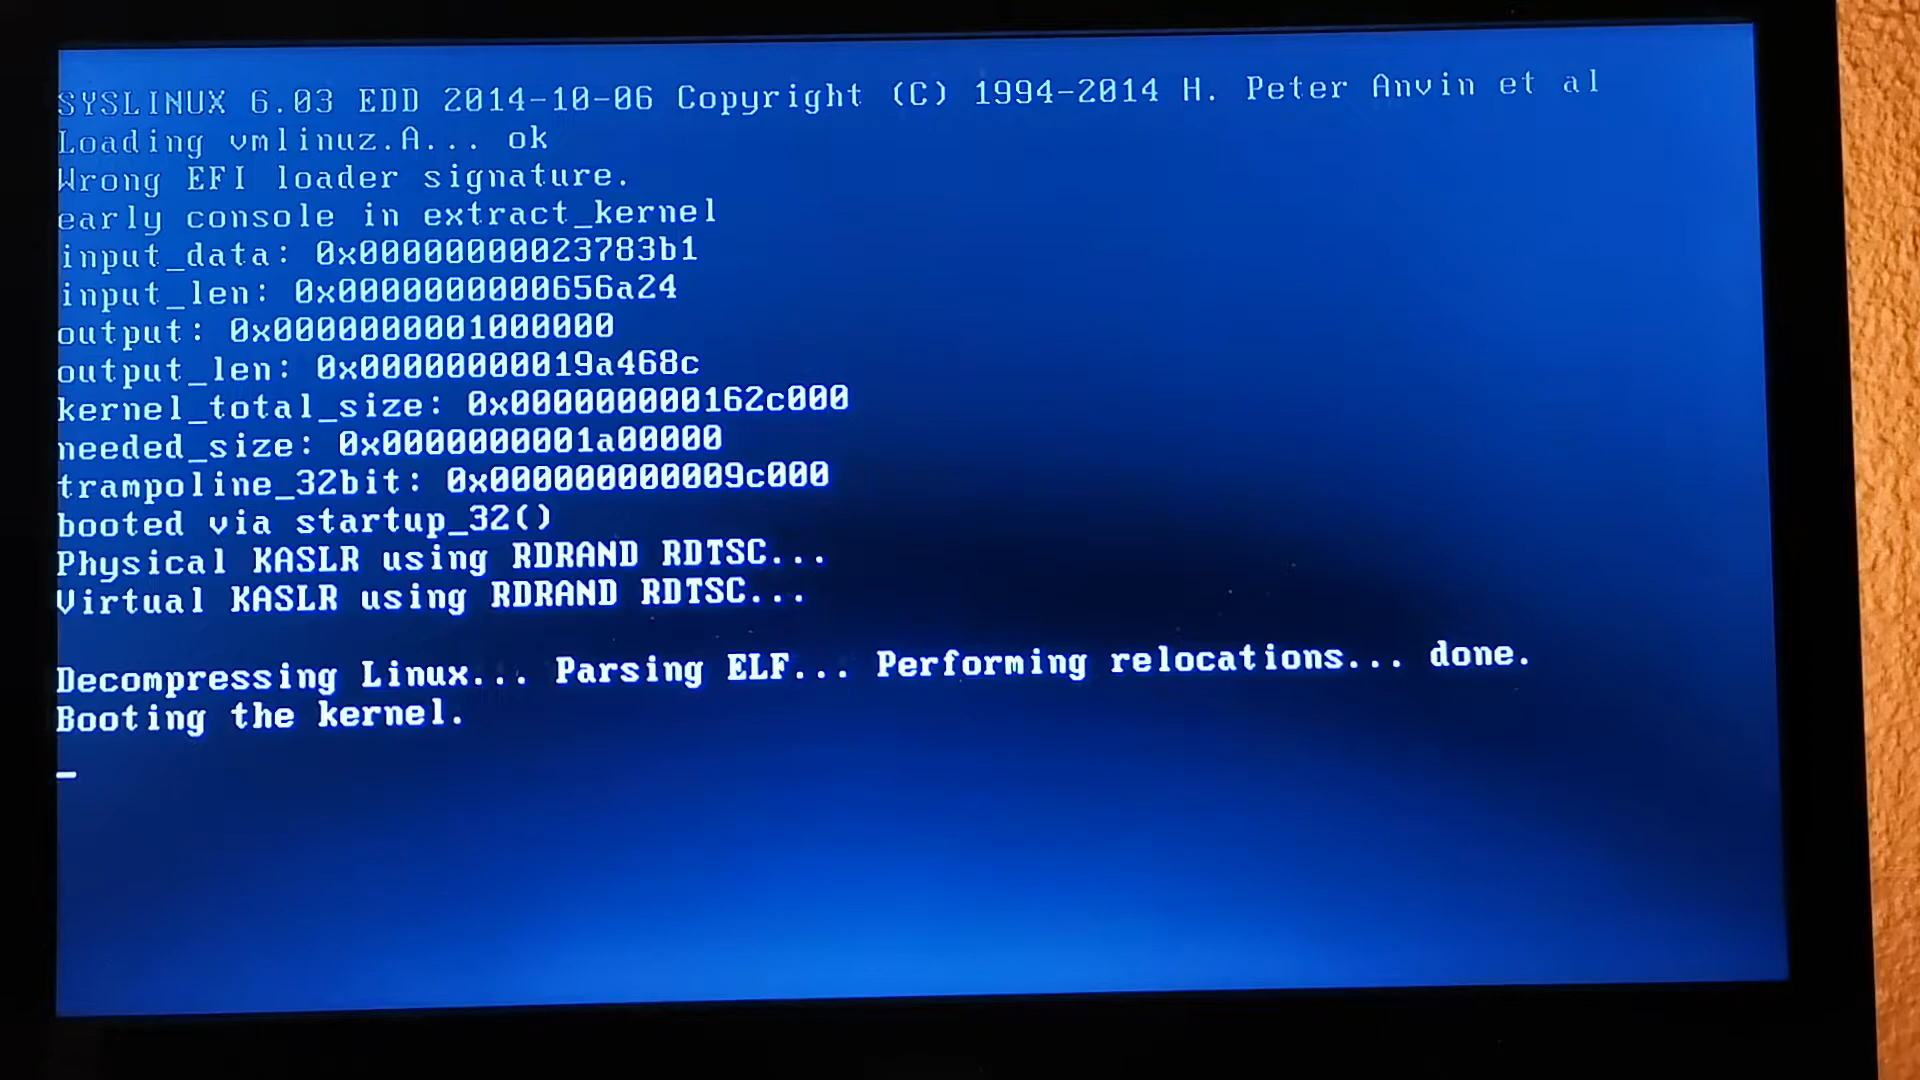 SYSLINUX 6.03 EDD 2014-10-06 Copyright (C) 1994-2014 H. Peter Anvin et al
Loading vmlinuz.A... ok
Wrong EFI loader signature.
early console in extract_kernel
input_data: 0x00000000023783b1
input_len: 0x0000000000656a24
output: 0x0000000001000000
output_len: 0x00000000019a468c
kernel_total_size: 0x000000000162c000
needed_size: 0x0000000001a00000
trampoline_32bit: 0x000000000009c000
booted via startup_32()
Physical KASLR using RDRAND RDTSC...
Virtual KASLR using RDRAND RDTSC...
Decompressing Linux... Parsing ELF... Performing relocations... done.
Booting the kernel.